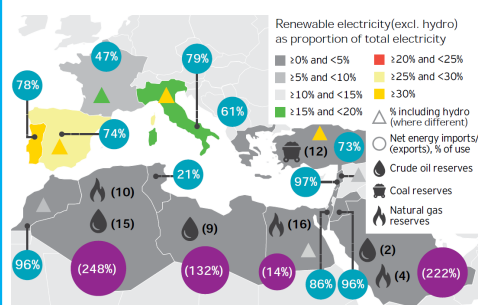 Renewable electricity(excl. hydro)
as proportion of total electricity
≥0% and <5%
≥5% and <10%
≥10% and <15%
≥15% and <20%
≥20% and <25%
≥25% and <30%
≥30%
% including hydro
(where different)
Net energy imports/
(exports), % of use
Crude oil reserves
Coal reserves
Natural gas
reserves
47%
79%
78%
74%
61%
(12)
73%
21%
97%
(10)
(15)
(9)
(16)
(2)
(4)
96%
(248%)
(132%)
(14%)
86%
96%
(222%)